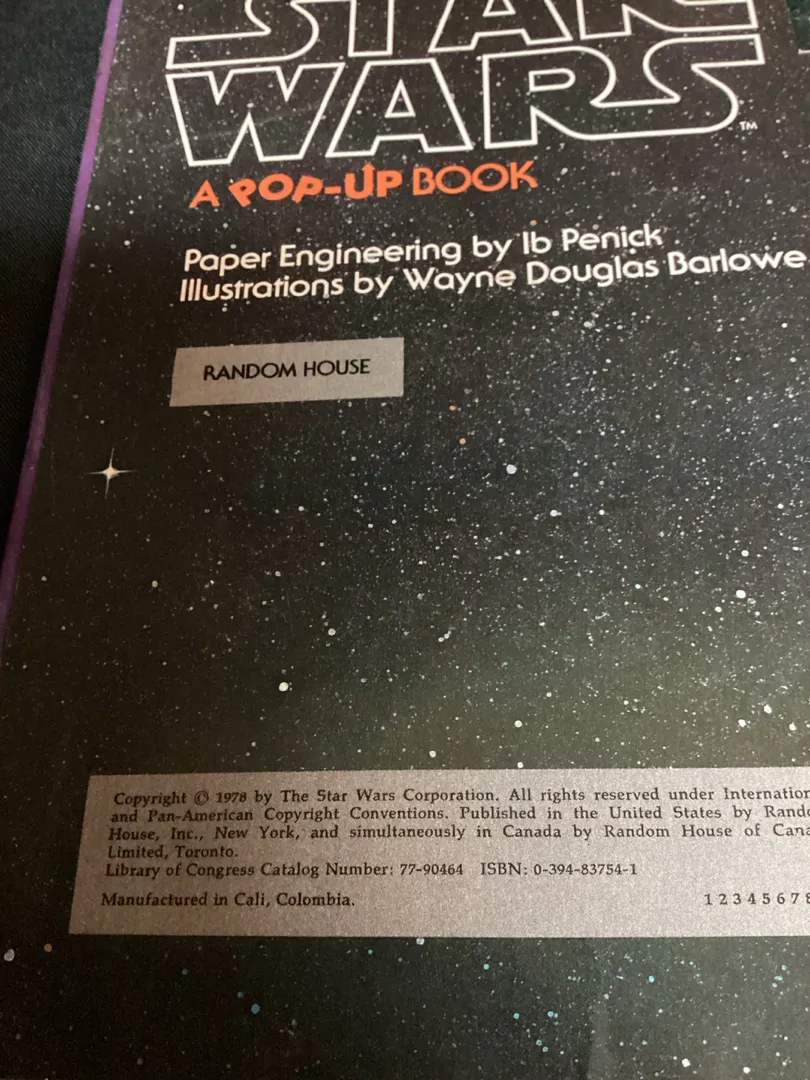 STAR
WARS™
A POP-UP BOOK
Paper Engineering by Ib Penick
Illustrations by Wayne Douglas Barlowe
RANDOM HOUSE
Copyright © 1978 by The Star Wars Corporation. All rights reserved under Internation
and Pan-American Copyright Conventions. Published in the United States by Rando
House, Inc., New York, and simultaneously in Canada by Random House of Cana
Limited, Toronto.
Library of Congress Catalog Number: 77-90464 ISBN: 0-394-83754-1
Manufactured in Cali, Colombia. 1 2 3 4 5 6 7 8